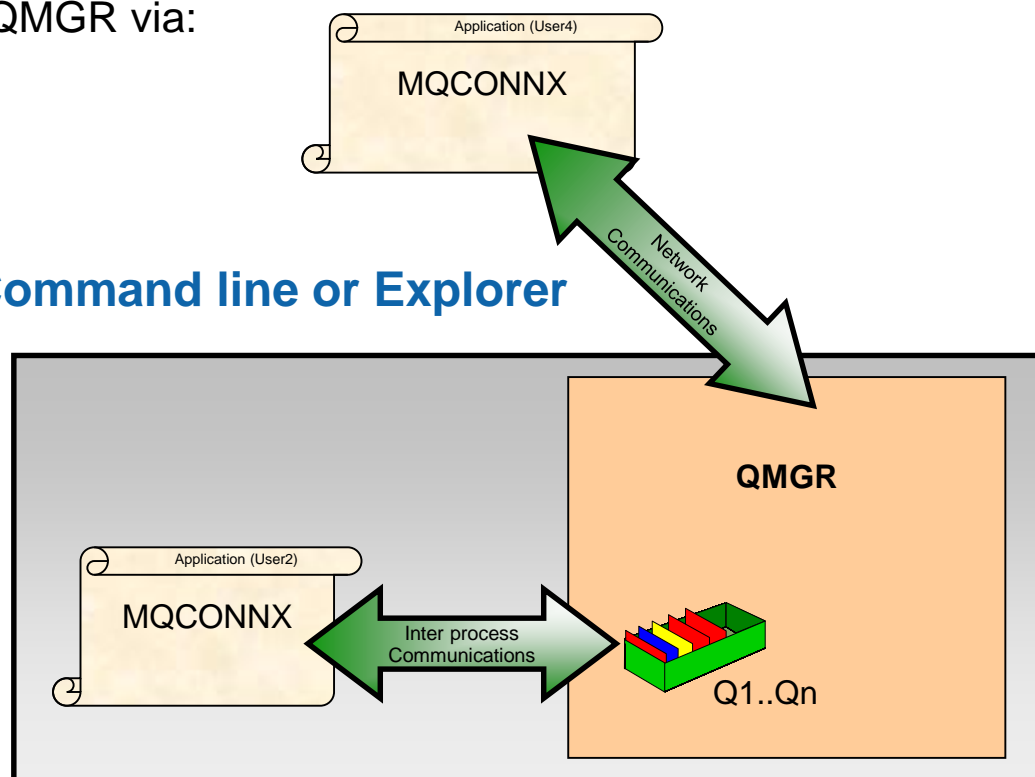 QMGR via:
Application (User4)
MQCONNX
Network
Communications
Command line or Explorer
QMGR
Application (User2)
MQCONNX
Inter process
Communications
Q1..Qn